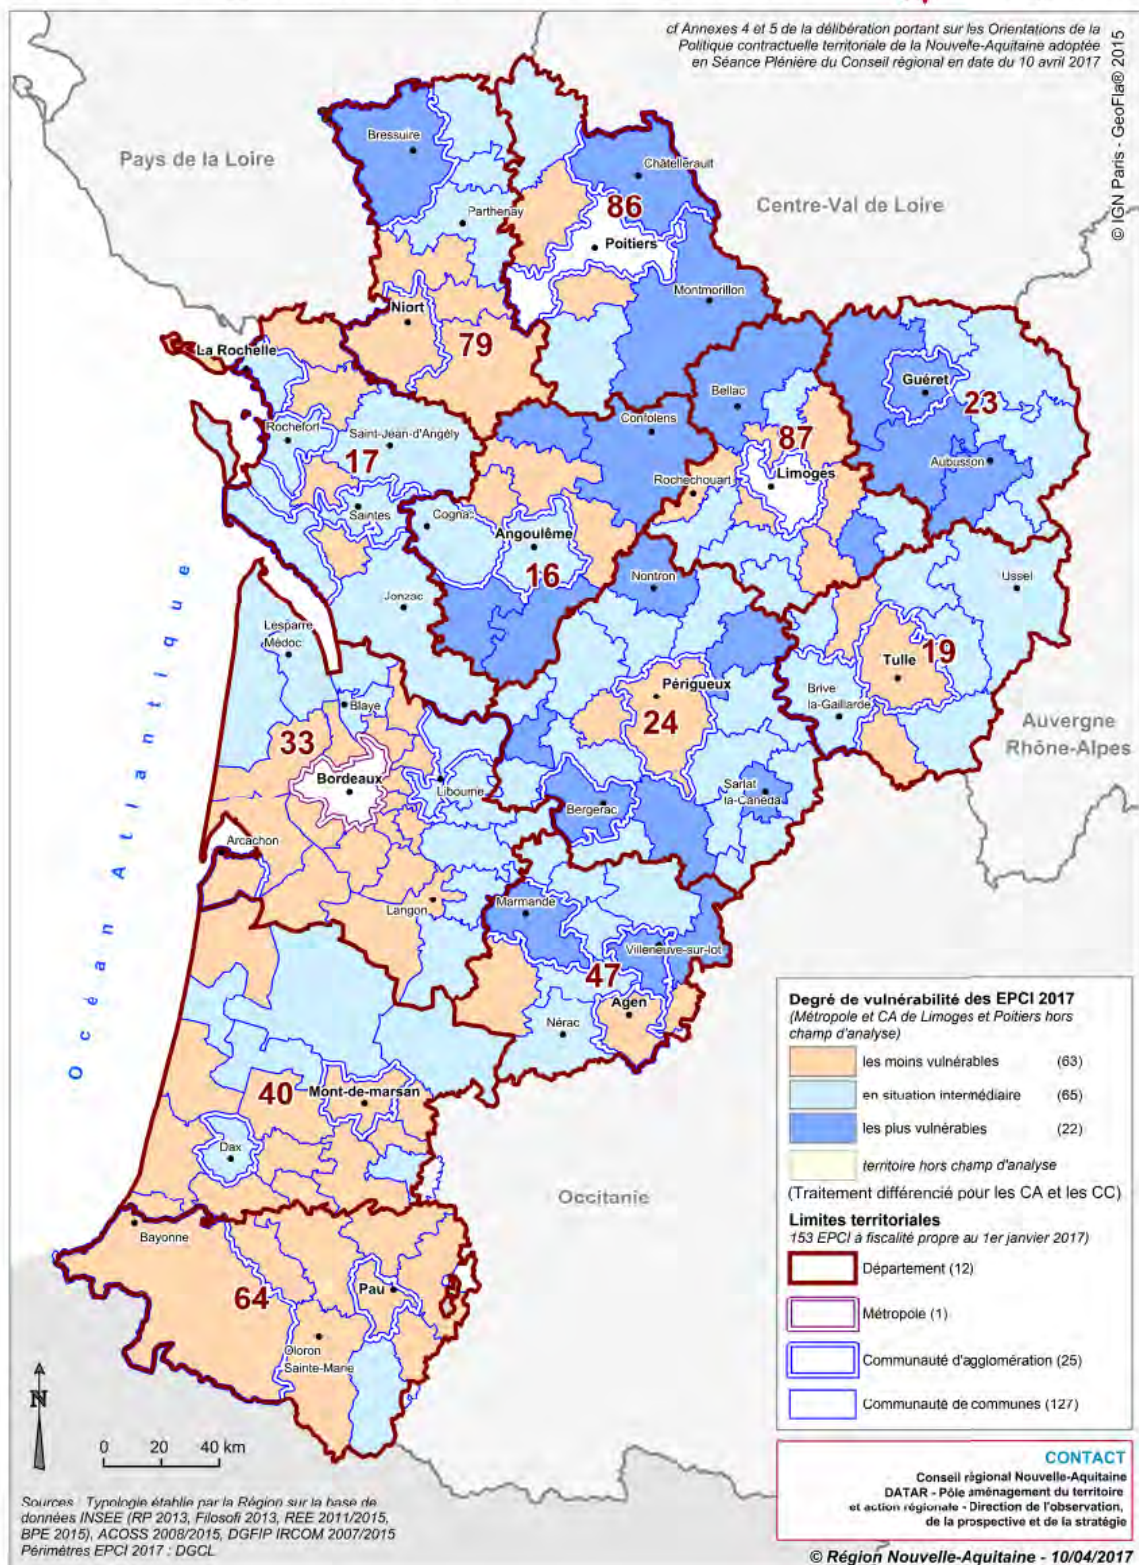 cf Annexes 4 et 5 de la délibération portant sur les Orientations de la
Politique contractuelle territoriale de la Nouvelle-Aquitaine adoptée
en Séance Plénière du Conseil régional en date du 10 avril 2017
© IGN Paris - GeoFla® 2015
Pays de la Loire
Centre-Val de Loire
Bressuire
Châtellerault
Parthenay
86
Poitiers
Montmorillon
Niort
79
La Rochelle
Bellac
Guéret
23
Confolens
Rochefort
Saint-Jean-d'Angély
17
87
Limoges
Aubusson
Rochechouart
Saintes
Cognac
Angoulême
16
Nontron
Ussel
Jonzac
Lesparre
Médoc
Tulle
19
Périgueux
24
Brive
la-Gaillarde
Blaye
33
Bordeaux
Libourne
Auvergne
Rhône-Alpes
Sarlat
la-Canéda
Bergerac
Arcachon
Océan Atlantique
Langon
Marmande
Villeneuve-sur-lot
47
Agen
Nérac
40
Mont-de-marsan
Dax
Occitanie
Bayonne
64
Pau
Oloron
Sainte-Marie
Degré de vulnérabilité des EPCI 2017
(Métropole et CA de Limoges et Poitiers hors
champ d'analyse)
les moins vulnérables (63)
en situation intermédiaire (65)
les plus vulnérables (22)
territoire hors champ d'analyse
(Traitement différencié pour les CA et les CC)
Limites territoriales
153 EPCI à fiscalité propre au 1er janvier 2017)
Département (12)
Métropole (1)
Communauté d'agglomération (25)
Communauté de communes (127)
N
0 20 40 km
CONTACT
Conseil régional Nouvelle-Aquitaine
DATAR - Pôle aménagement du territoire
et action régionale - Direction de l'observation,
de la prospective et de la stratégie
Sources : Typologie établie par la Région sur la base de
données INSEE (RP 2013, Filosofi 2013, REE 2011/2015,
BPE 2015), ACOSS 2008/2015, DGFIP IRCOM 2007/2015
Périmètres EPCI 2017 : DGCL
© Région Nouvelle-Aquitaine - 10/04/2017